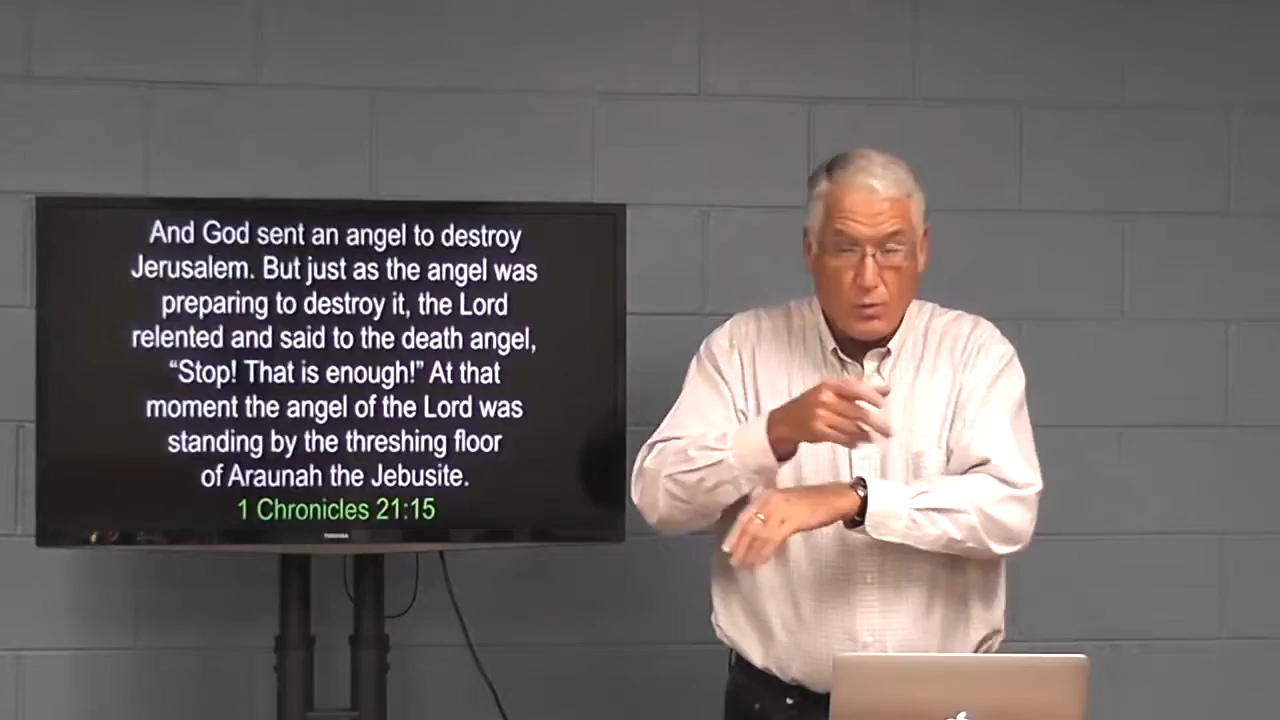 And God sent an angel to destroy
Jerusalem. But just as the angel was
preparing to destroy it, the Lord
relented and said to the death angel,
“Stop! That is enough!” At that
moment the angel of the Lord was
standing by the threshing floor
of Araunah the Jebusite.
1 Chronicles 21:15
TOSHIBA